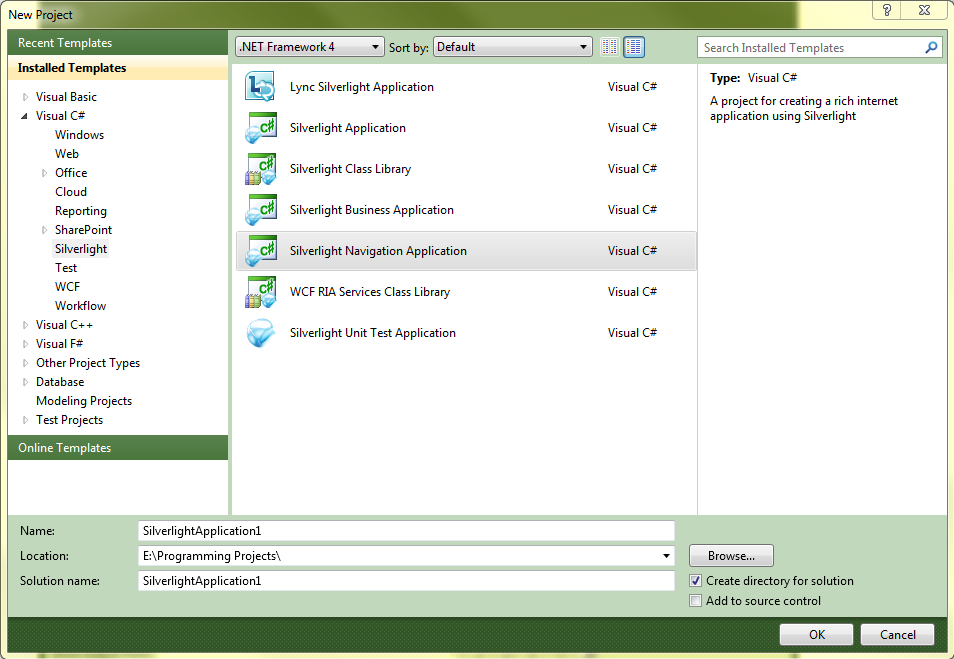 New Project
Recent Templates
Installed Templates
Visual Basic
Visual C#
Windows
Web
Office
Cloud
Reporting
SharePoint
Silverlight
Test
WCF
Workflow
Visual C++
Visual F#
Other Project Types
Database
Modeling Projects
Test Projects
Online Templates
.NET Framework 4 Sort by: Default
Lync Silverlight Application Visual C#
Silverlight Application Visual C#
Silverlight Class Library Visual C#
Silverlight Business Application Visual C#
Silverlight Navigation Application Visual C#
WCF RIA Services Class Library Visual C#
Silverlight Unit Test Application Visual C#
Search Installed Templates
Type: Visual C#
A project for creating a rich internet
application using Silverlight
Name: SilverlightApplication1
Location: E:\Programming Projects\ Browse...
Solution name: SilverlightApplication1
Create directory for solution
Add to source control
OK Cancel